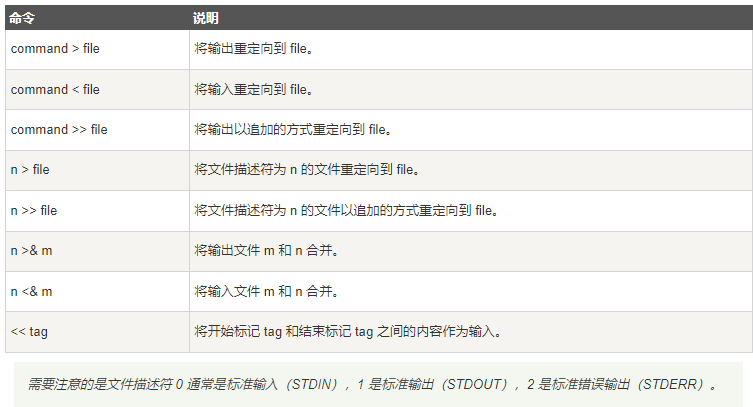 命令 说明
command > file 将输出重定向到 file。
command < file 将输入重定向到 file。
command >> file 将输出以追加的方式重定向到 file。
n > file 将文件描述符为 n 的文件重定向到 file。
n >> file 将文件描述符为 n 的文件以追加的方式重定向到 file。
n >& m 将输出文件 m 和 n 合并。
n <& m 将输入文件 m 和 n 合并。
<< tag 将开始标记 tag 和结束标记 tag 之间的内容作为输入。
需要注意的是文件描述符 0 通常是标准输入（STDIN），1 是标准输出（STDOUT），2 是标准错误输出（STDERR）。